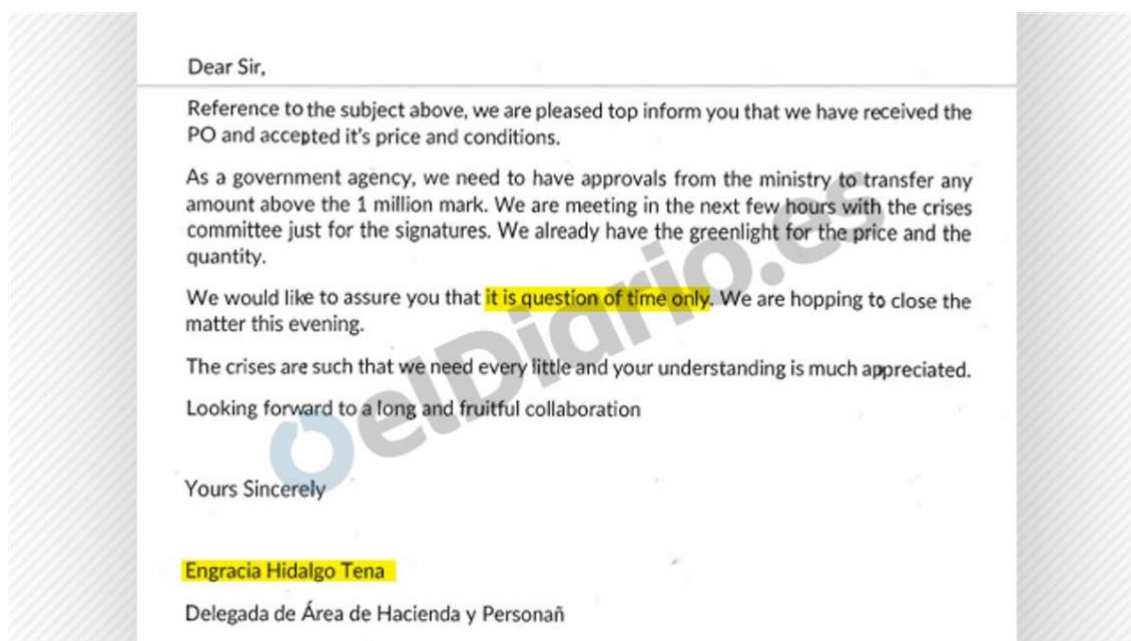 Dear Sir,
Reference to the subject above, we are pleased top inform you that we have received the
PO and accepted it's price and conditions.
As a government agency, we need to have approvals from the ministry to transfer any
amount above the 1 million mark. We are meeting in the next few hours with the crises
committee just for the signatures. We already have the greenlight for the price and the
quantity.
We would like to assure you that it is question of time only. We are hopping to close the
matter this evening.
The crises are such that we need every little and your understanding is much appreciated.
Looking forward to a long and fruitful collaboration
elDiario.es
Yours Sincerely
Engracia Hidalgo Tena
Delegada de Área de Hacienda y Personañ